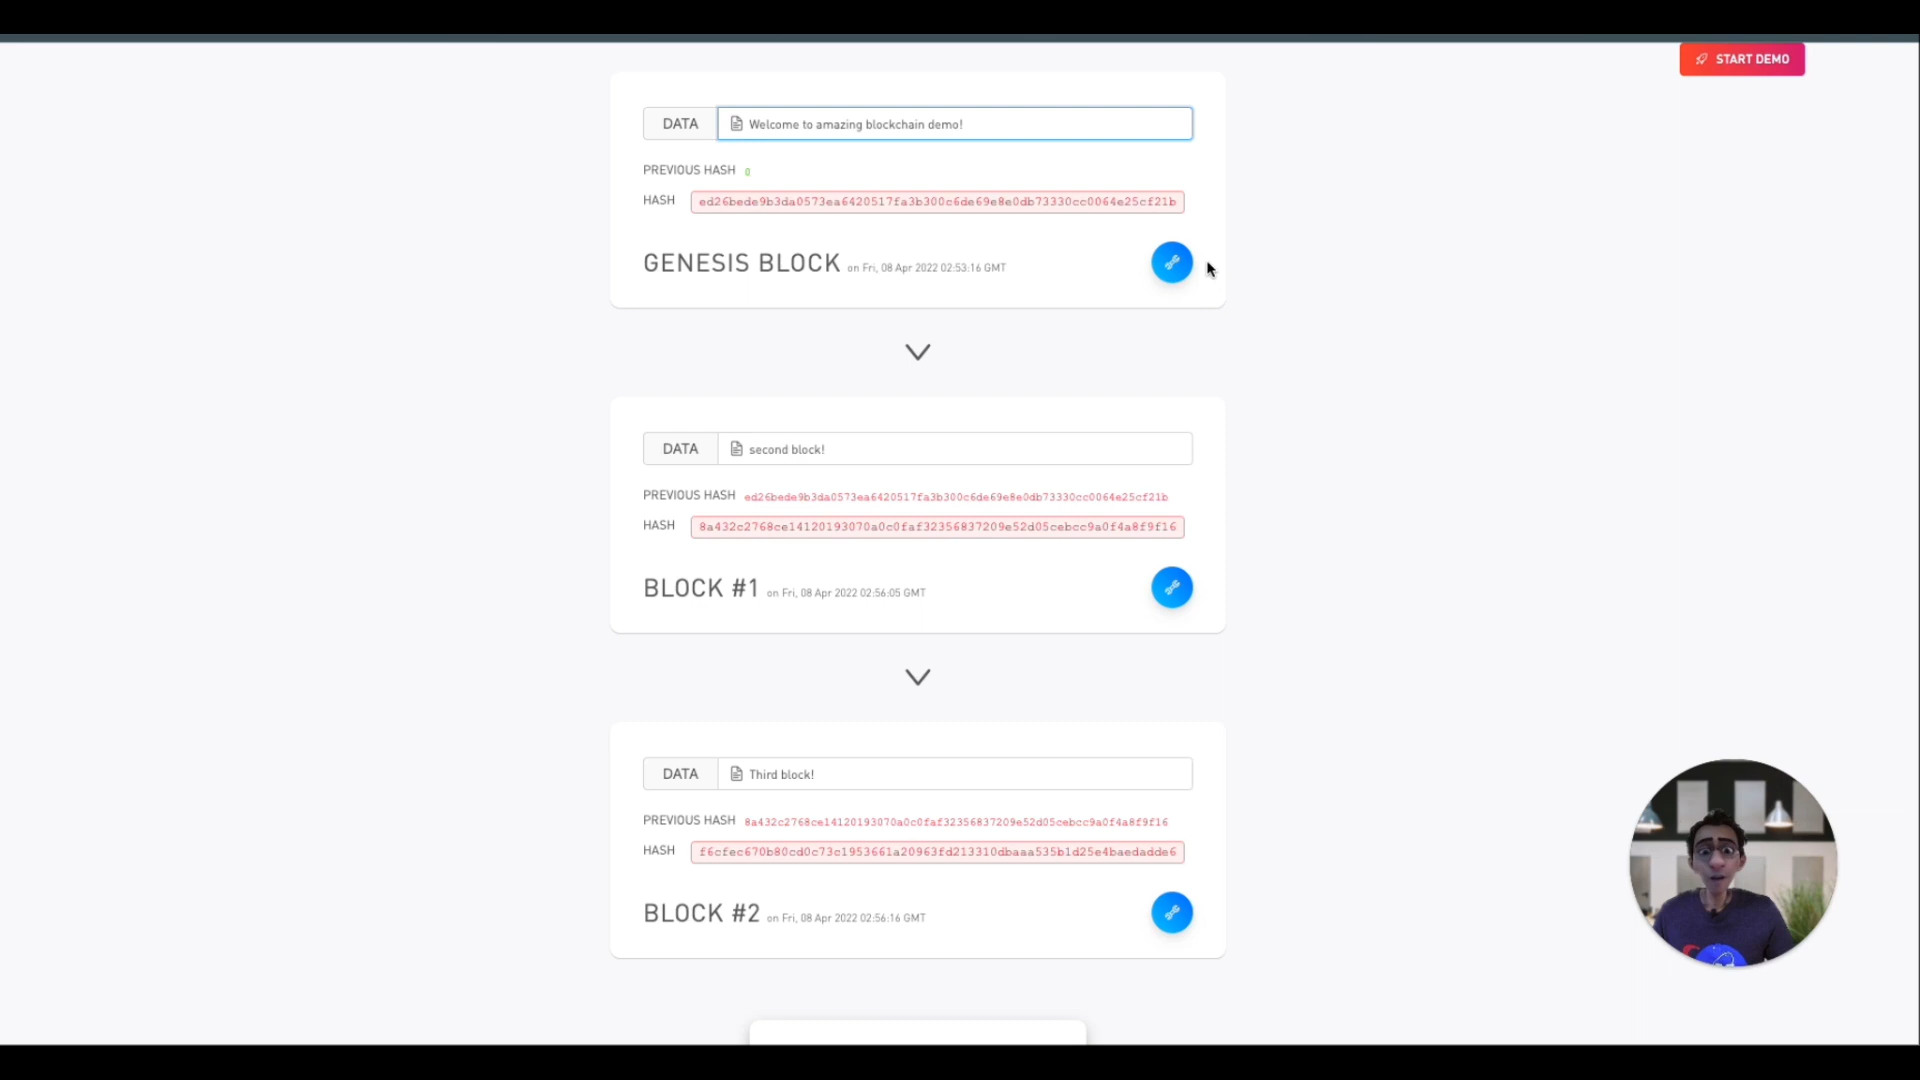 START DEMO
DATA Welcome to amazing blockchain demo!
PREVIOUS HASH 0
HASH ed26bede9b3da0573ea6420517fa3b300c6de69e8e0db73330cc0064e25cf21b
GENESIS BLOCK on Fri, 08 Apr 2022 02:53:16 GMT
DATA second block!
PREVIOUS HASH ed26bede9b3da0573ea6420517fa3b300c6de69e8e0db73330cc0064e25cf21b
HASH 8a432c2768ce14120193070a0c0faf32356837209e52d05cebcc9a0f4a8f9f16
BLOCK #1 on Fri, 08 Apr 2022 02:56:05 GMT
DATA Third block!
PREVIOUS HASH 8a432c2768ce14120193070a0c0faf32356837209e52d05cebcc9a0f4a8f9f16
HASH f6cfec670b80cd0c73c1953661a20963fd213310dbaaa535b1d25e4baedadde6
BLOCK #2 on Fri, 08 Apr 2022 02:56:16 GMT